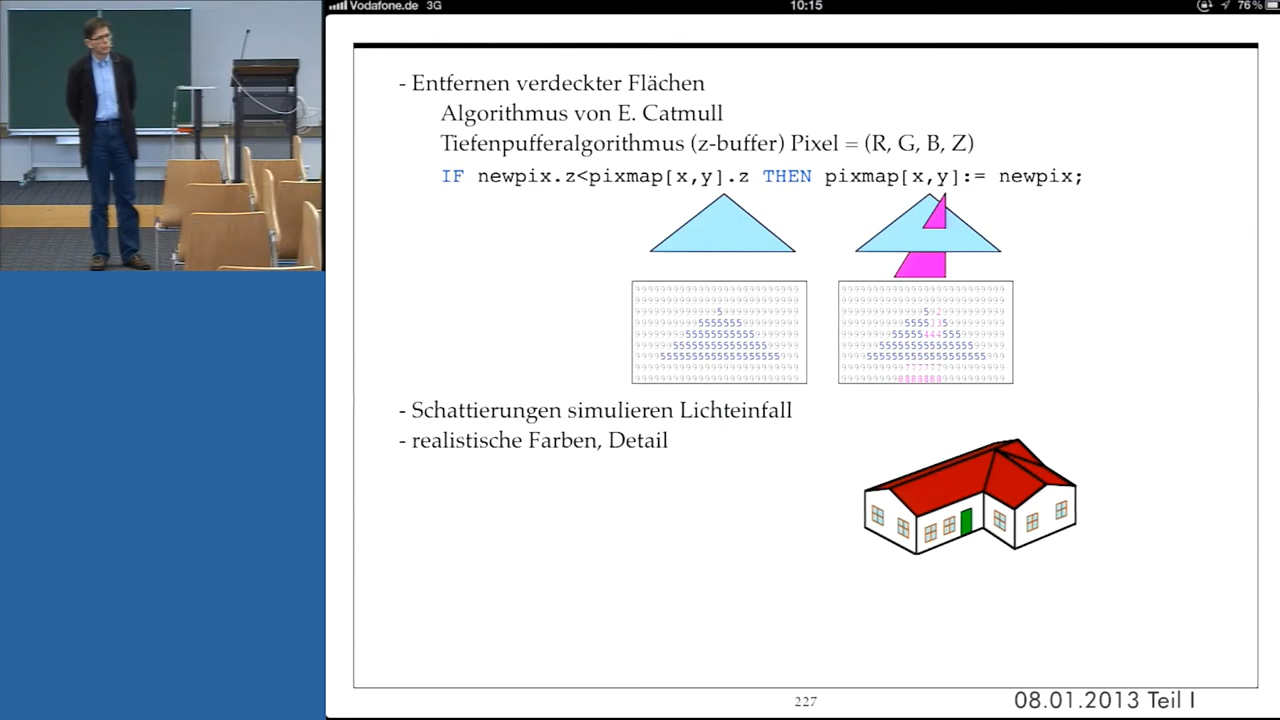 Vodafone.de 3G 10:15 76%
- Entfernen verdeckter Flächen
Algorithmus von E. Catmull
Tiefenpufferalgorithmus (z-buffer) Pixel = (R, G, B, Z)
IF newpix.z<pixmap[x,y].z THEN pixmap[x,y]:= newpix;
- Schattierungen simulieren Lichteinfall
- realistische Farben, Detail
227
08.01.2013 Teil I